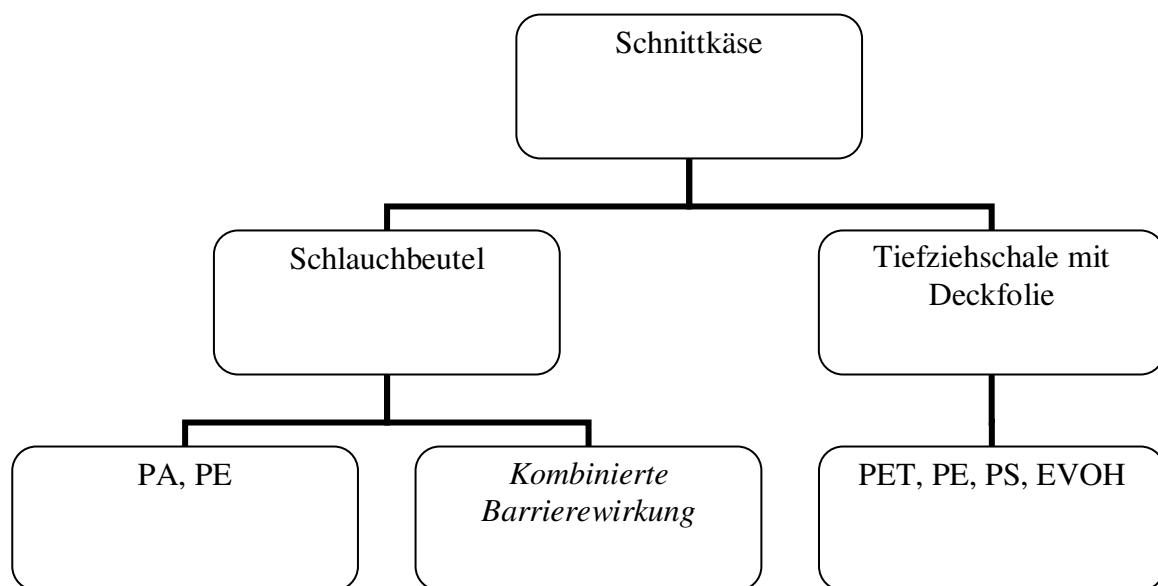 Schnittkäse
Schlauchbeutel
Tiefziehschale mit
Deckfolie
PA, PE
Kombinierte
Barrierewirkung
PET, PE, PS, EVOH